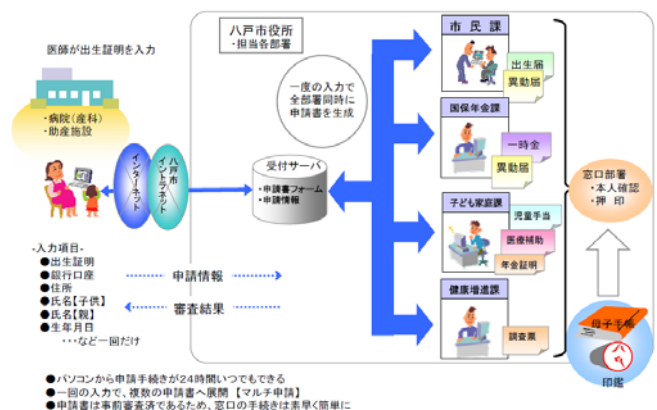 医師が出生証明を入力
・病院（産科）
・助産施設
インターネット
八戸市イントラネット
八戸市役所
・担当各部署
一度の入力で
全部署同時に
申請書を生成
受付サーバ
・申請書フォーム
・申請情報
市民課
出生届
異動届
国保年金課
一時金
異動届
子ども家庭課
児童手当
医療補助
年金証明
健康増進課
調査票
窓口部署
・本人確認
・押 印
母子手帳
印鑑
-入力項目-
●出生証明
●銀行口座
●住所
●氏名【子供】
●氏名【親】
●生年月日
・・・など一回だけ
申請情報
審査結果
●パソコンから申請手続きが24時間いつでもできる
●一回の入力で、複数の申請書へ展開 【マルチ申請】
●申請書は事前審査済であるため、窓口の手続きは素早く簡単に